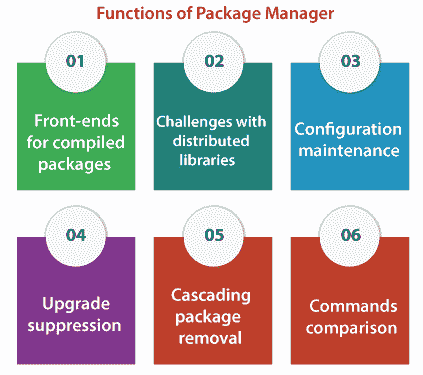 Functions of Package Manager
01
Front-ends
for compiled
packages
02
Challenges with
distributed
libraries
03
Configuration
maintenance
04
Upgrade
suppression
05
Cascading
package
removal
06
Commands
comparison